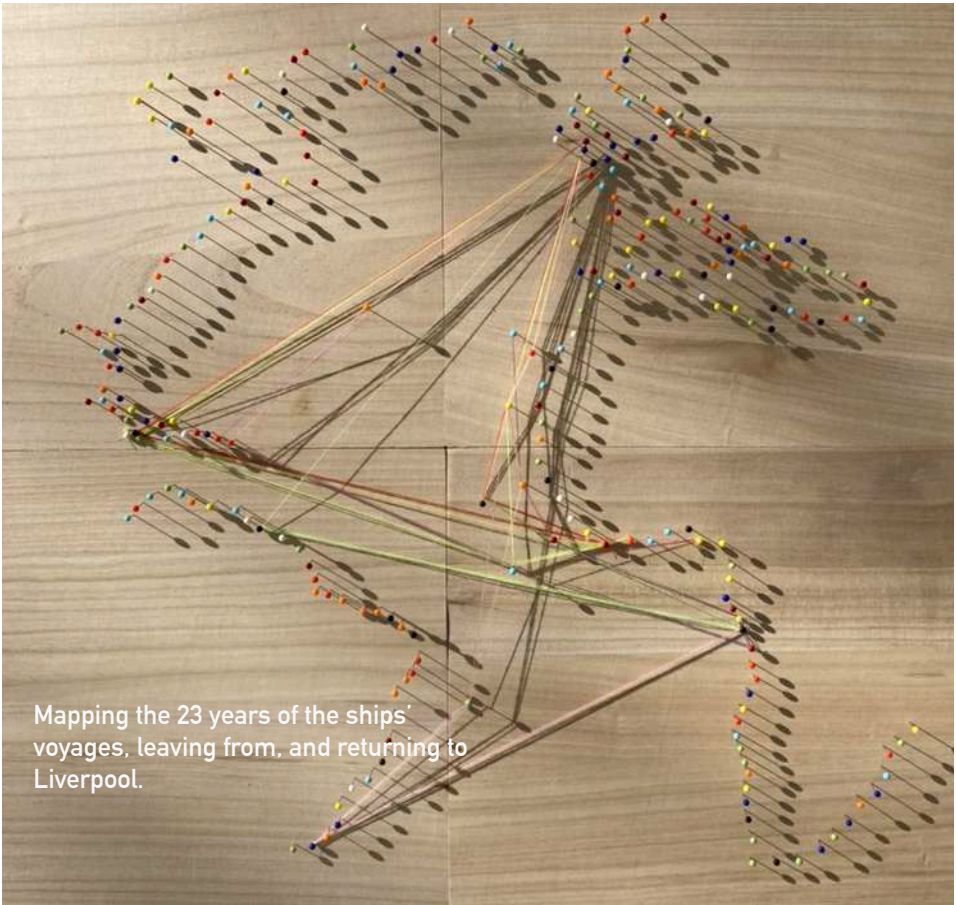 Mapping the 23 years of the ships’
voyages, leaving from, and returning to
Liverpool.